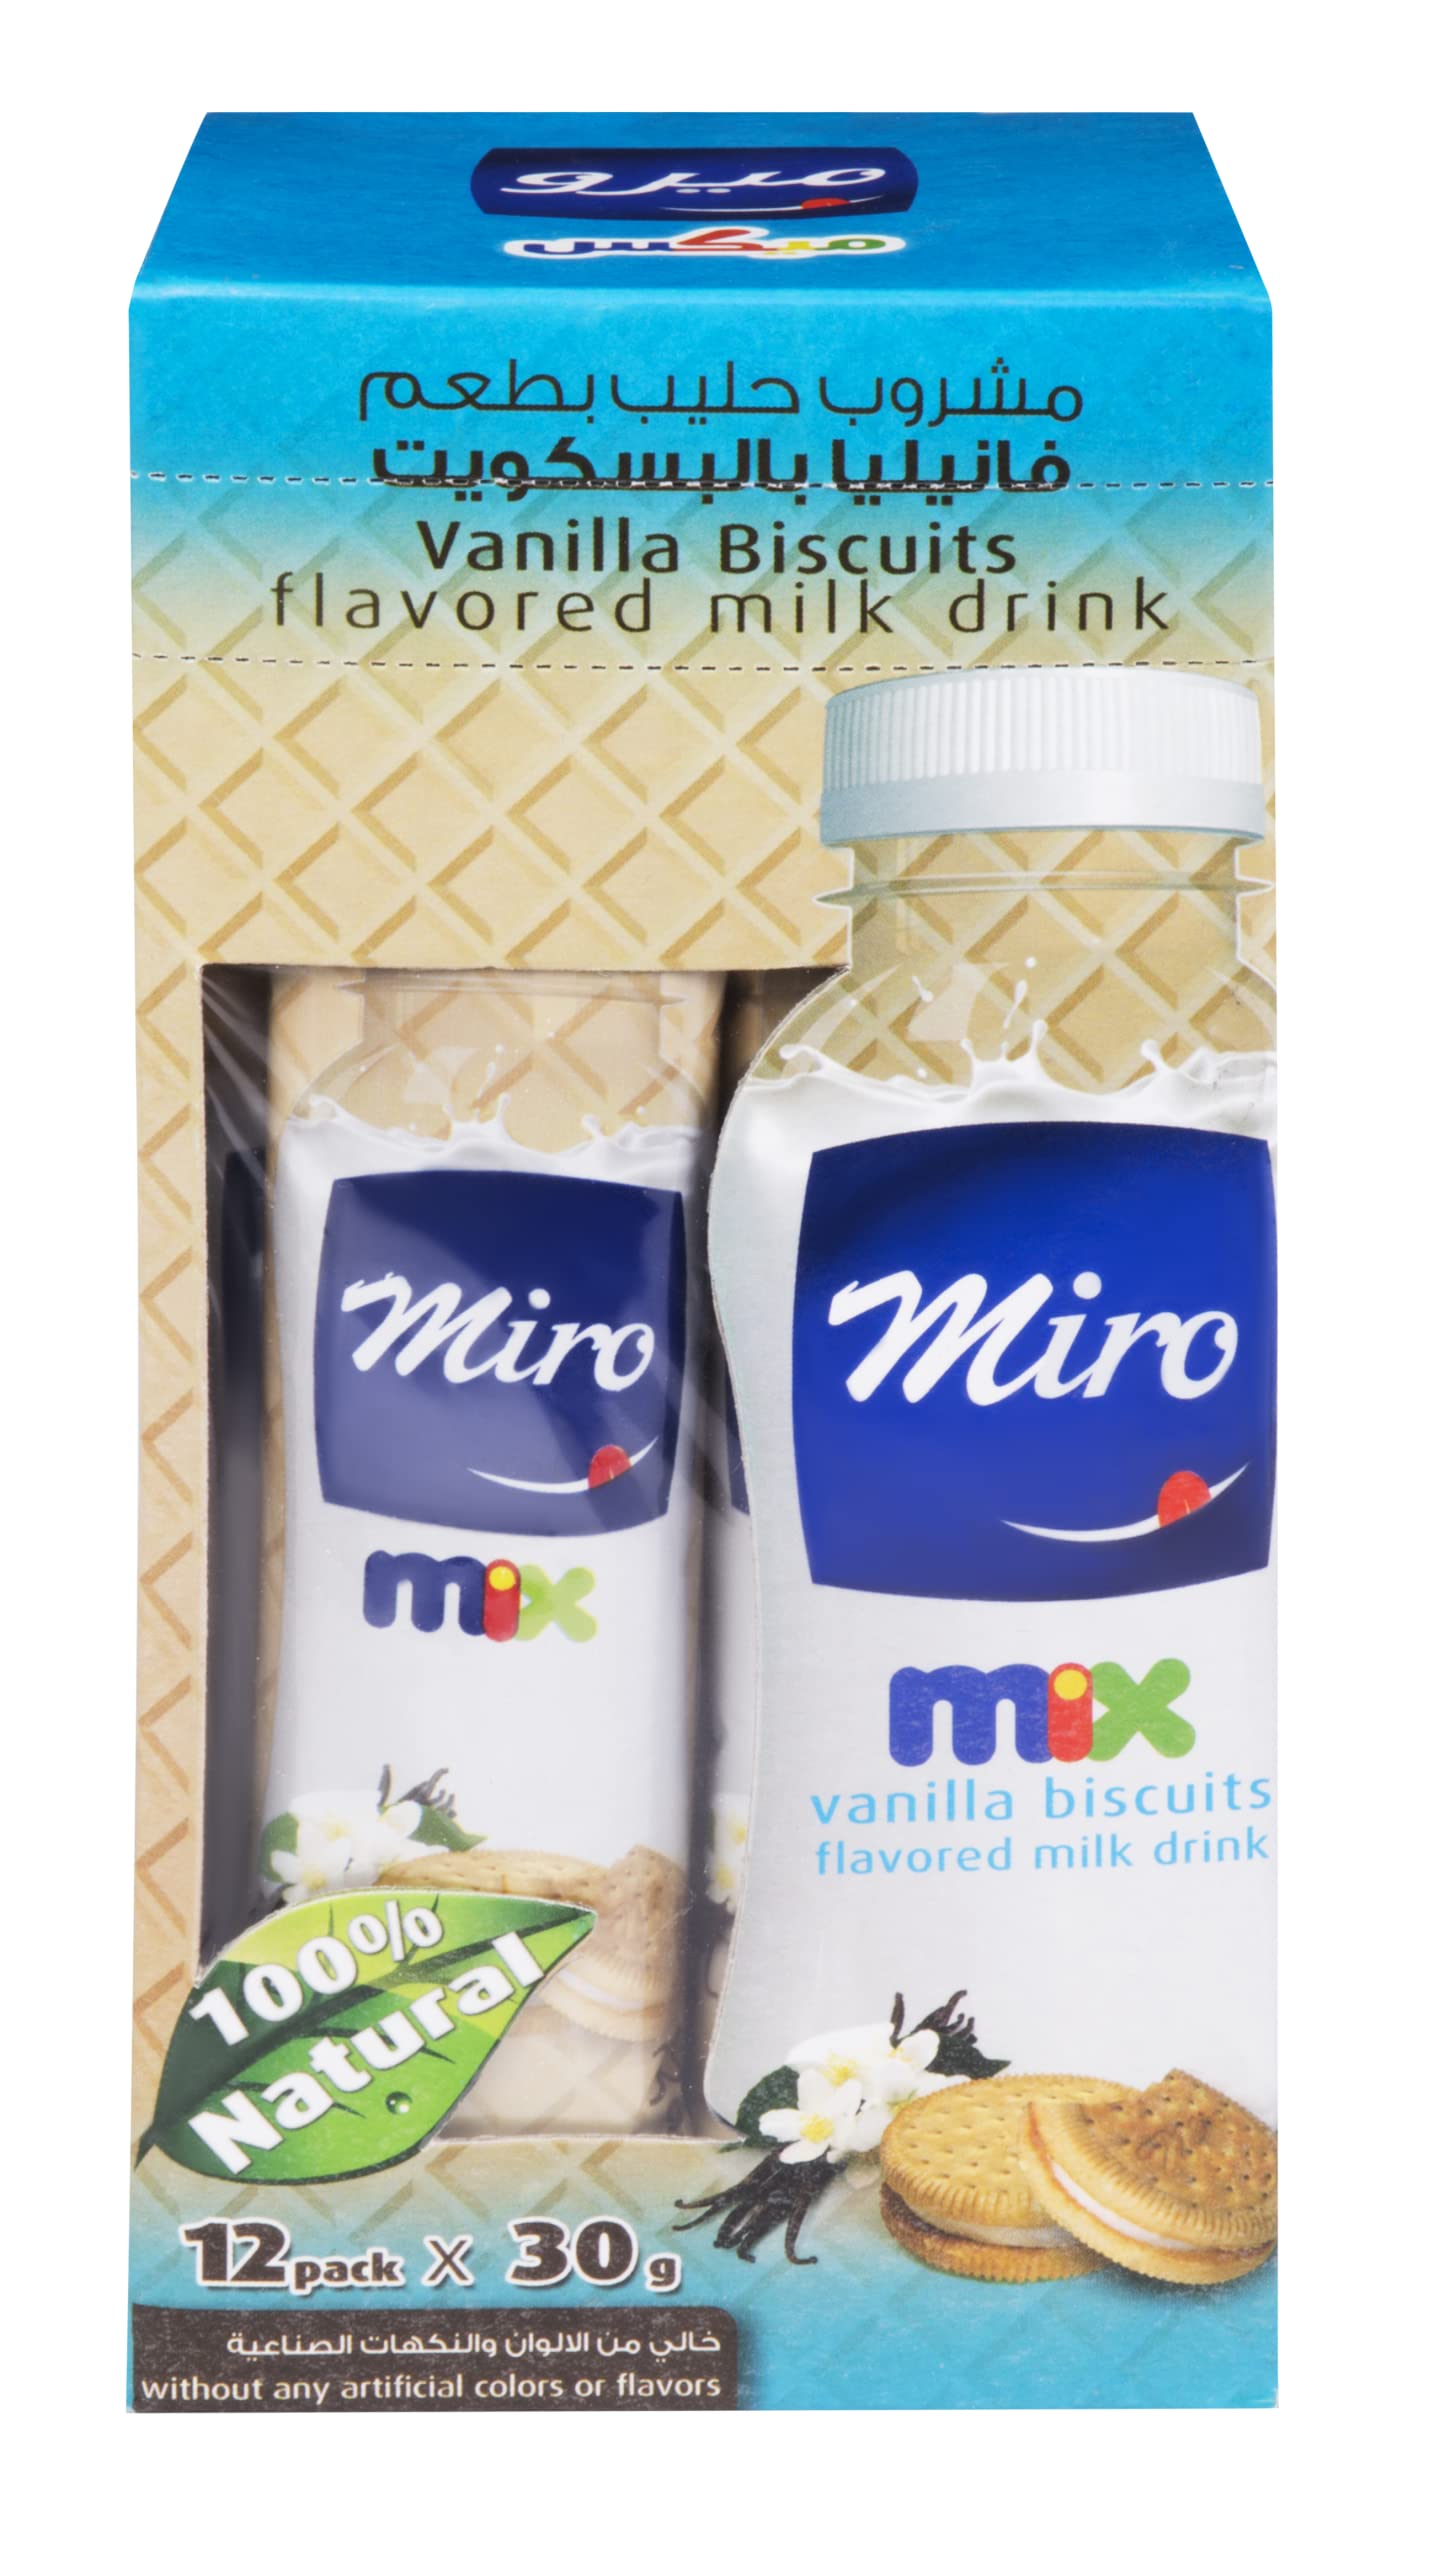 ميرو
ميكس
مشروب حليب بطعم
فانيليا بالبسكويت
Vanilla Biscuits
flavored milk drink
Miro
mix
Miro
mix
vanilla biscuits
flavored milk drink
100%
Natural
12 pack X 30 g
خالي من الالوان والنكهات الصناعية
without any artificial colors or flavors